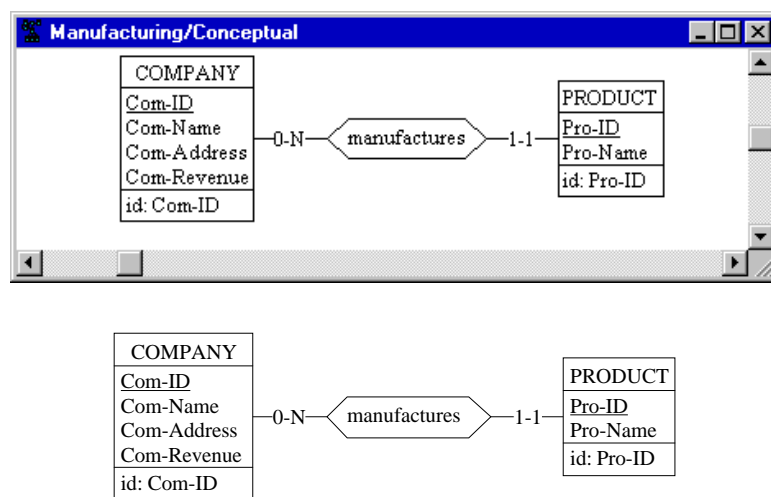 Manufacturing/Conceptual
COMPANY
Com-ID
Com-Name
Com-Address
Com-Revenue
id: Com-ID
0-N
manufactures
1-1
PRODUCT
Pro-ID
Pro-Name
id: Pro-ID
COMPANY
Com-ID
Com-Name
Com-Address
Com-Revenue
id: Com-ID
0-N
manufactures
1-1
PRODUCT
Pro-ID
Pro-Name
id: Pro-ID